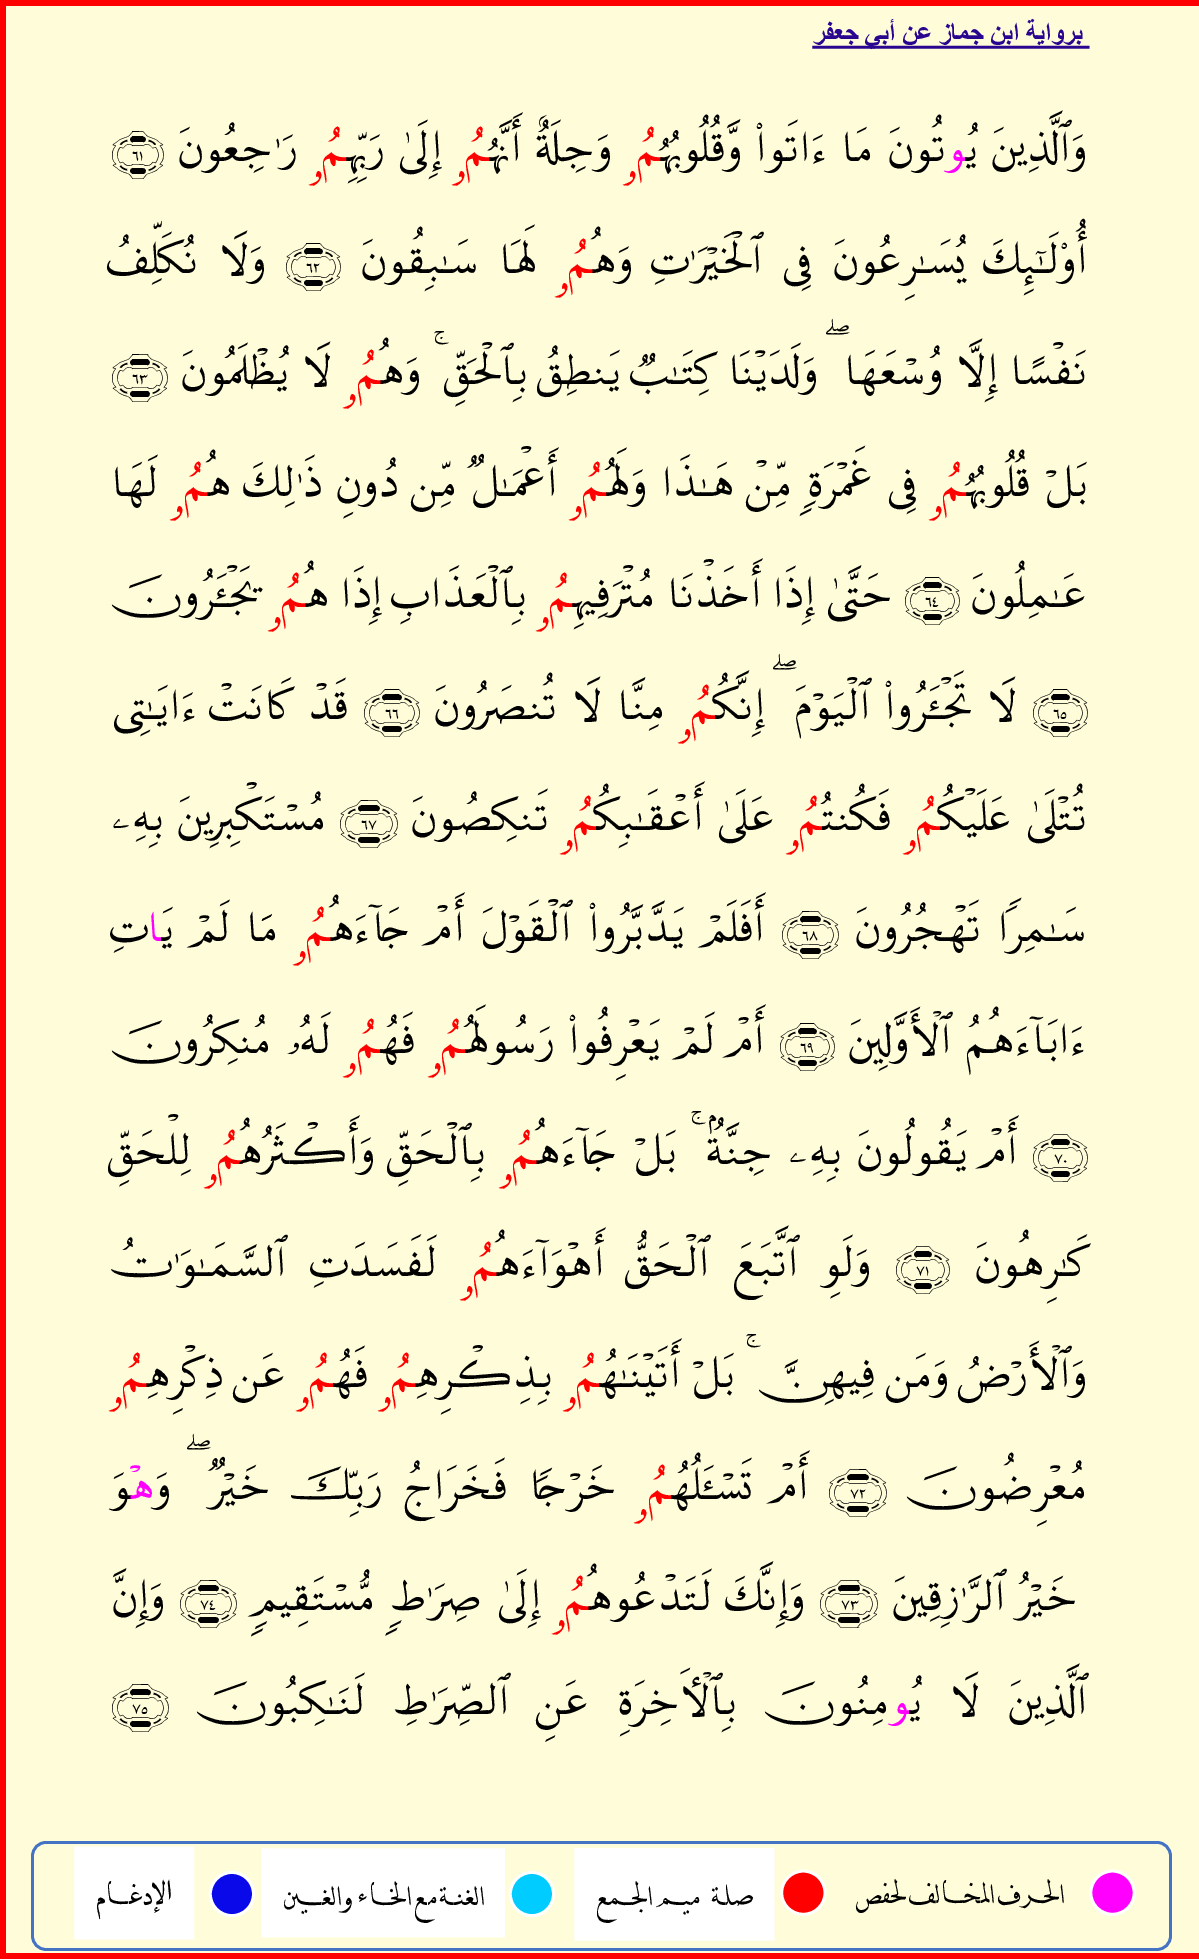 برواية ابن جماز عن أبي جعفر
وَٱلَّذِينَ يُوتُونَ مَا ءَاتَوا۟ وَّقُلُوبُهُمُۥ وَجِلَةٌ أَنَّهُمُۥ إِلَىٰ رَبِّهِمُۥ رَٰجِعُونَ ٦١
أُو۟لَـٰٓئِكَ يُسَـٰرِعُونَ فِى ٱلْخَيْرَٰتِ وَهُمُۥ لَهَا سَـٰبِقُونَ ٦٢ وَلَا نُكَلِّفُ
نَفْسًا إِلَّا وُسْعَهَا ۖ وَلَدَيْنَا كِتَـٰبٌ يَنطِقُ بِٱلْحَقِّ ۚ وَهُمُۥ لَا يُظْلَمُونَ ٦٣
بَلْ قُلُوبُهُمُۥ فِى غَمْرَةٍ مِّنْ هَـٰذَا وَلَهُمُۥ أَعْمَـٰلٌ مِّن دُونِ ذَٰلِكَ هُمُۥ لَهَا
عَـٰمِلُونَ ٦٤ حَتَّىٰ إِذَا أَخَذْنَا مُتْرَفِيهِمُۥ بِٱلْعَذَابِ إِذَا هُمُۥ يَجْـَٔرُونَ
٦٥ لَا تَجْـَٔرُوا۟ ٱلْيَوْمَ ۖ إِنَّكُمُۥ مِنَّا لَا تُنصَرُونَ ٦٦ قَدْ كَانَتْ ءَايَـٰتِى
تُتْلَىٰ عَلَيْكُمُۥ فَكُنتُمُۥ عَلَىٰ أَعْقَـٰبِكُمُۥ تَنكِصُونَ ٦٧ مُسْتَكْبِرِينَ بِهِۦ
سَـٰمِرًا تَهْجُرُونَ ٦٨ أَفَلَمْ يَدَّبَّرُوا۟ ٱلْقَوْلَ أَمْ جَآءَهُمُۥ مَا لَمْ يَاتِ
ءَابَآءَهُمُ ٱلْأَوَّلِينَ ٦٩ أَمْ لَمْ يَعْرِفُوا۟ رَسُولَهُمُۥ فَهُمُۥ لَهُۥ مُنكِرُونَ
٧٠ أَمْ يَقُولُونَ بِهِۦ جِنَّةٌۢ ۚ بَلْ جَآءَهُمُۥ بِٱلْحَقِّ وَأَكْثَرُهُمُۥ لِلْحَقِّ
كَـٰرِهُونَ ٧١ وَلَوِ ٱتَّبَعَ ٱلْحَقُّ أَهْوَآءَهُمُۥ لَفَسَدَتِ ٱلسَّمَـٰوَٰتُ
وَٱلْأَرْضُ وَمَن فِيهِنَّ ۚ بَلْ أَتَيْنَـٰهُمُۥ بِذِكْرِهِمُۥ فَهُمُۥ عَن ذِكْرِهِمُۥ
مُعْرِضُونَ ٧٢ أَمْ تَسْـَٔلُهُمُۥ خَرْجًا فَخَرَاجُ رَبِّكَ خَيْرٌ ۖ وَهْوَ
خَيْرُ ٱلرَّٰزِقِينَ ٧٣ وَإِنَّكَ لَتَدْعُوهُمُۥ إِلَىٰ صِرَٰطٍ مُّسْتَقِيمٍ ٧٤ وَإِنَّ
ٱلَّذِينَ لَا يُومِنُونَ بِٱلْأَخِرَةِ عَنِ ٱلصِّرَٰطِ لَنَـٰكِبُونَ ٧٥
الحرف المخالف لحفص صلة ميم الجمع الغنة مع الخاء والغين الإدغام